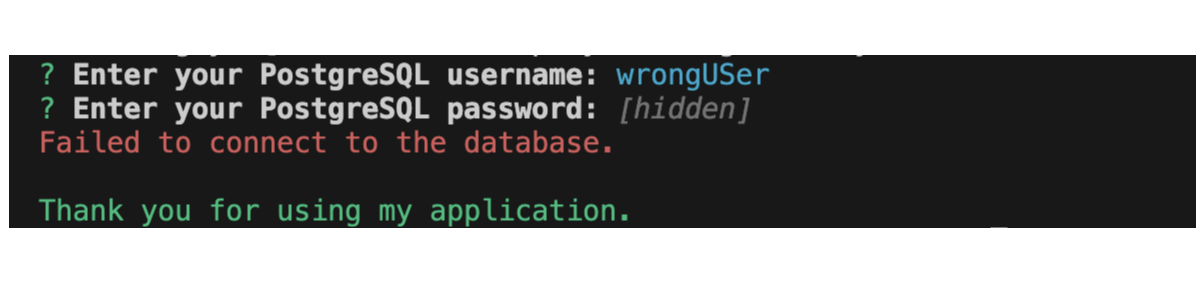 ? Enter your PostgreSQL username: wrongUSer
? Enter your PostgreSQL password: [hidden]
Failed to connect to the database.
Thank you for using my application.